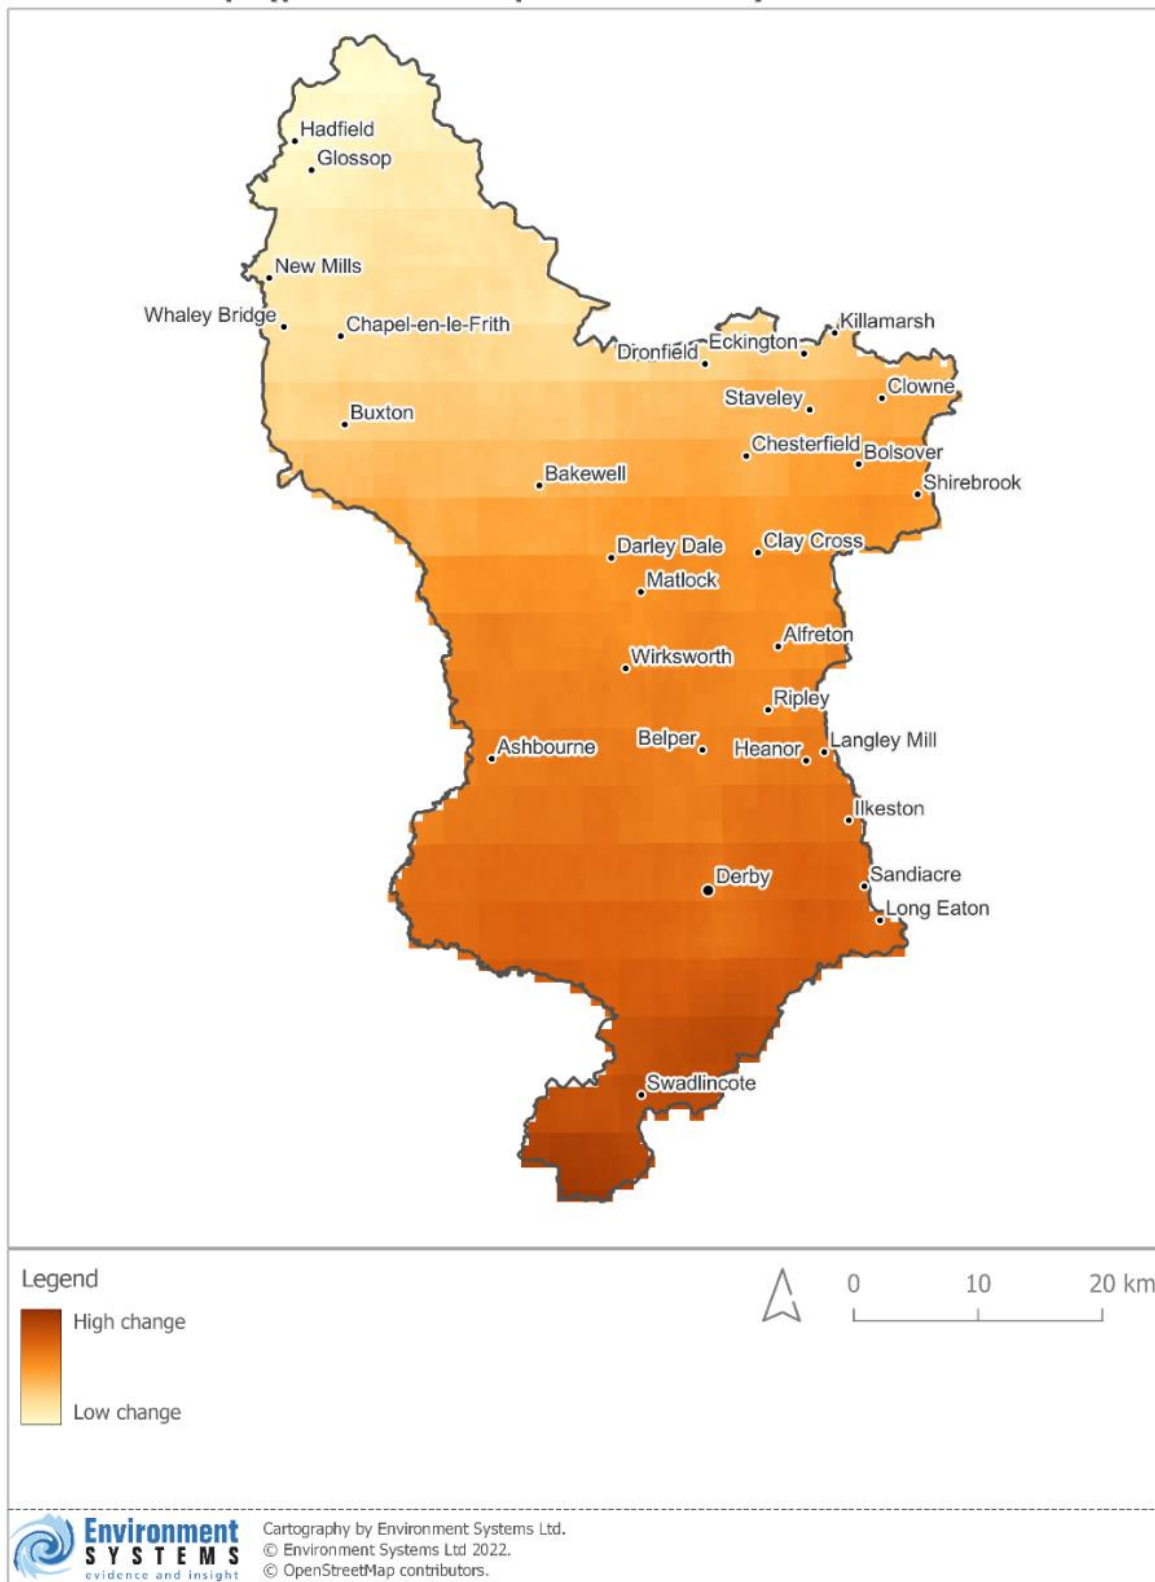 Hadfield
Glossop
New Mills
Whaley Bridge
Chapel-en-le-Frith
Killamarsh
Eckington
Dronfield
Clowne
Staveley
Buxton
Chesterfield
Bolsover
Bakewell
Shirebrook
Darley Dale
Clay Cross
Matlock
Alfreton
Wirksworth
Ripley
Belper
Langley Mill
Ashbourne
Heanor
Ilkeston
Derby
Sandiacre
Long Eaton
Swadlincote
Legend
High change
Low change
0 10 20 km
Environment
SYSTEMS
evidence and insight
Cartography by Environment Systems Ltd.
© Environment Systems Ltd 2022.
© OpenStreetMap contributors.